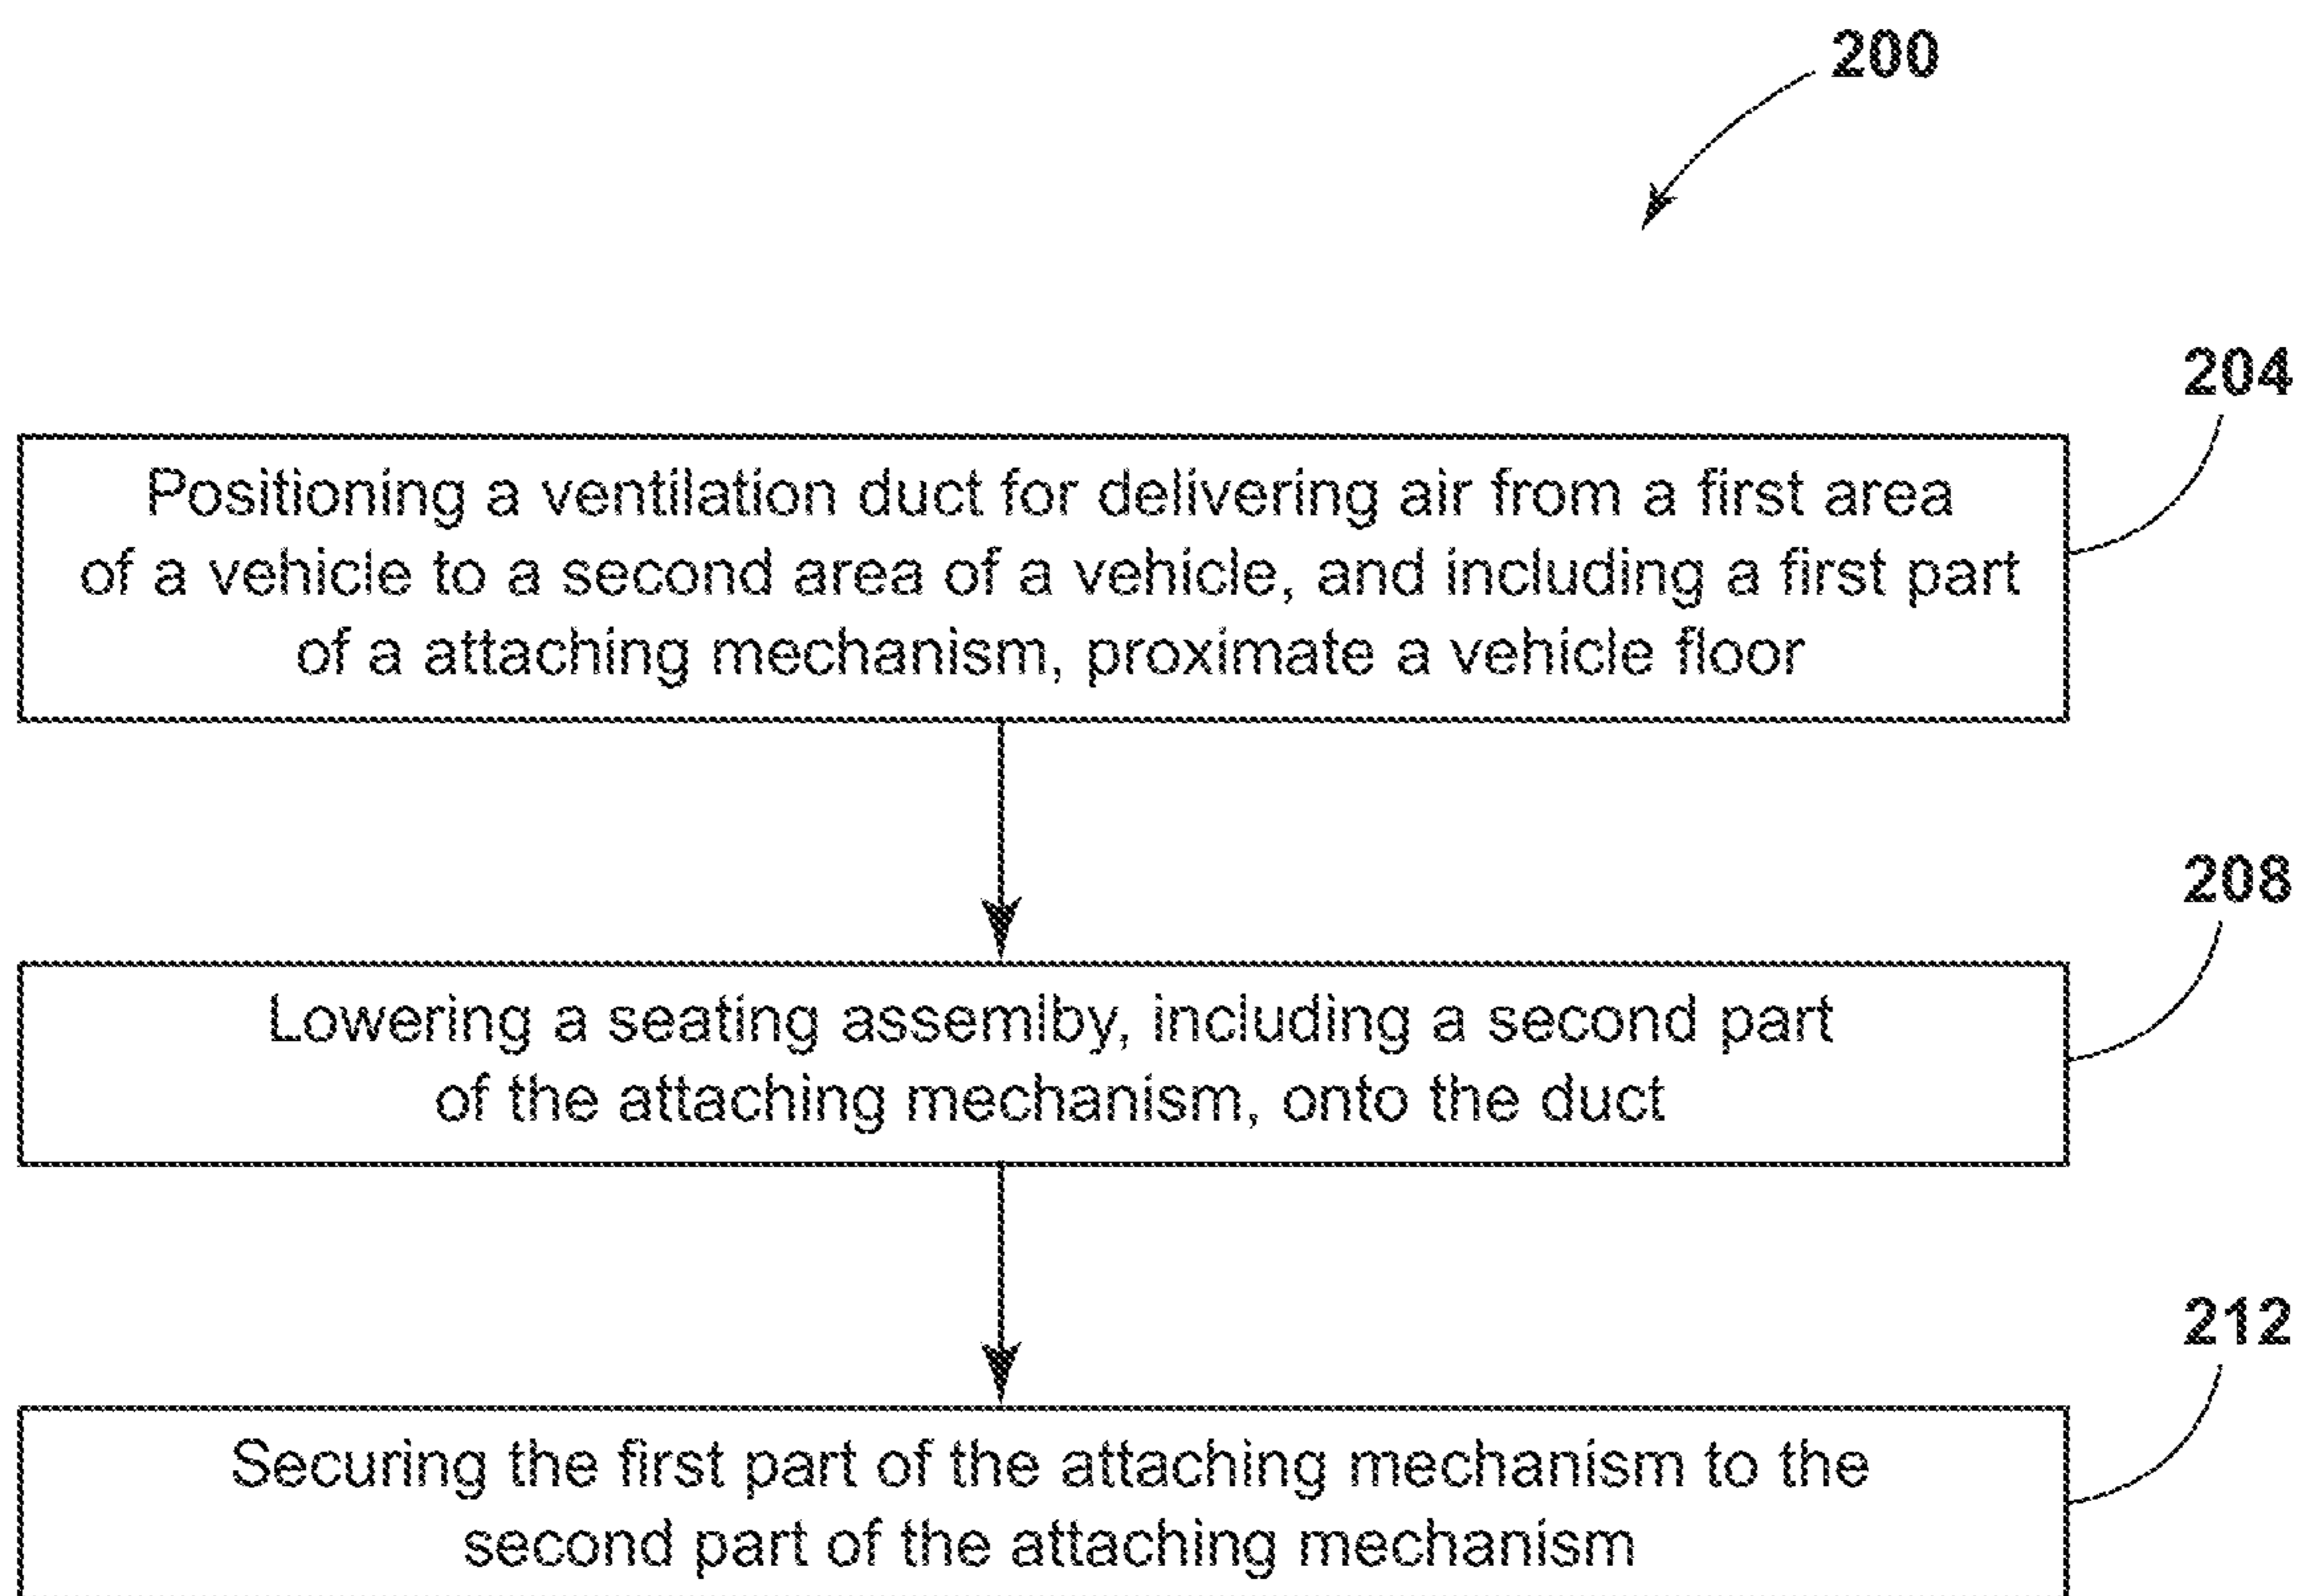 200
204
Positioning a ventilation duct for delivering air from a first area
of a vehicle to a second area of a vehicle, and including a first part
of a attaching mechanism, proximate a vehicle floor
208
Lowering a seating assemlby, including a second part
of the attaching mechanism, onto the duct
212
Securing the first part of the attaching mechanism to the
second part of the attaching mechanism